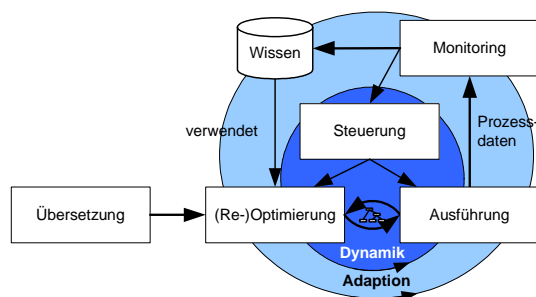 Wissen
Monitoring
verwendet
Steuerung
Prozess-
daten
Übersetzung
(Re-)Optimierung
Ausführung
Dynamik
Adaption